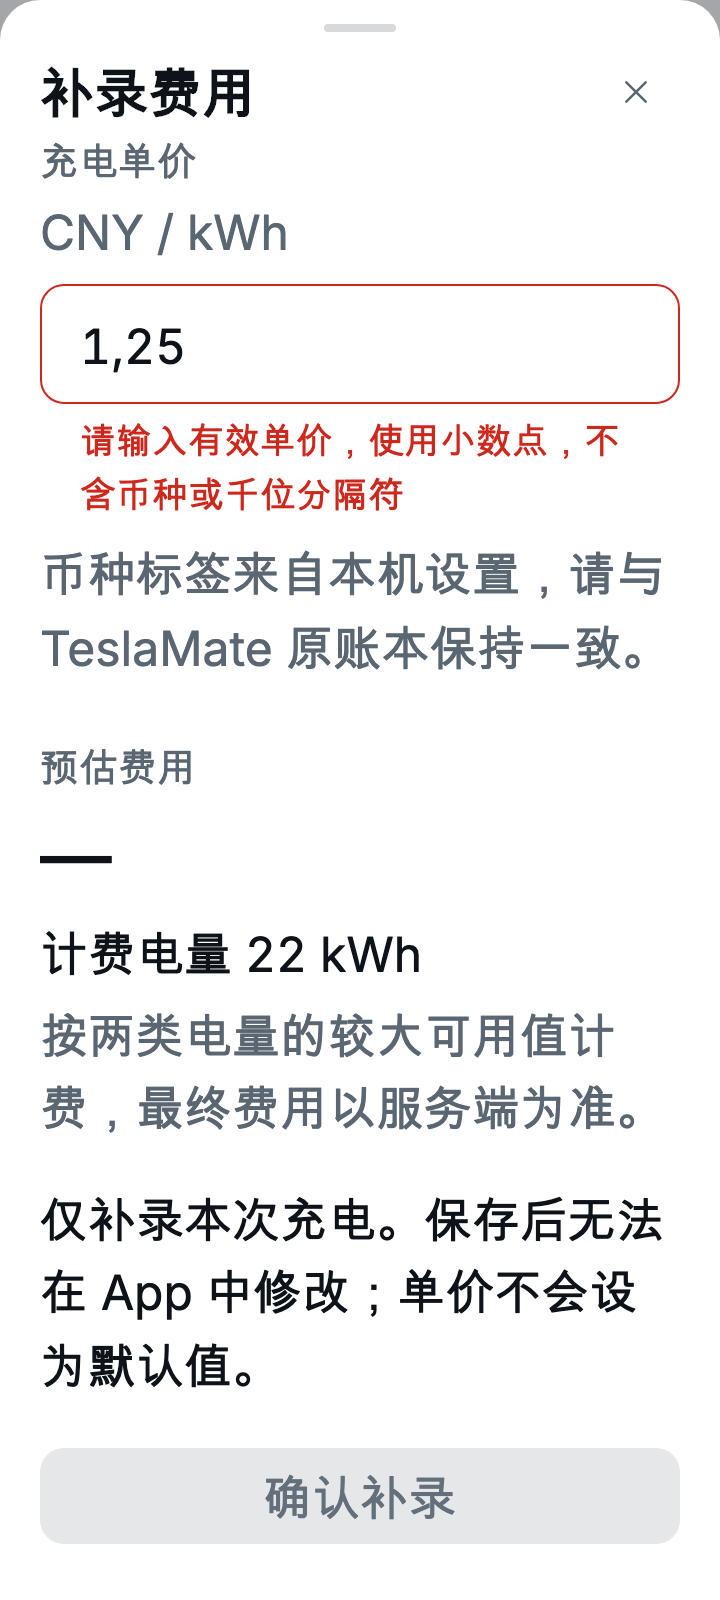 补录费用
充电单价
CNY / kWh
1,25
请输入有效单价，使用小数点，不
含币种或千位分隔符
币种标签来自本机设置，请与
TeslaMate 原账本保持一致。
预估费用
—
计费电量 22 kWh
按两类电量的较大可用值计
费，最终费用以服务端为准。
仅补录本次充电。保存后无法
在 App 中修改；单价不会设
为默认值。
确认补录